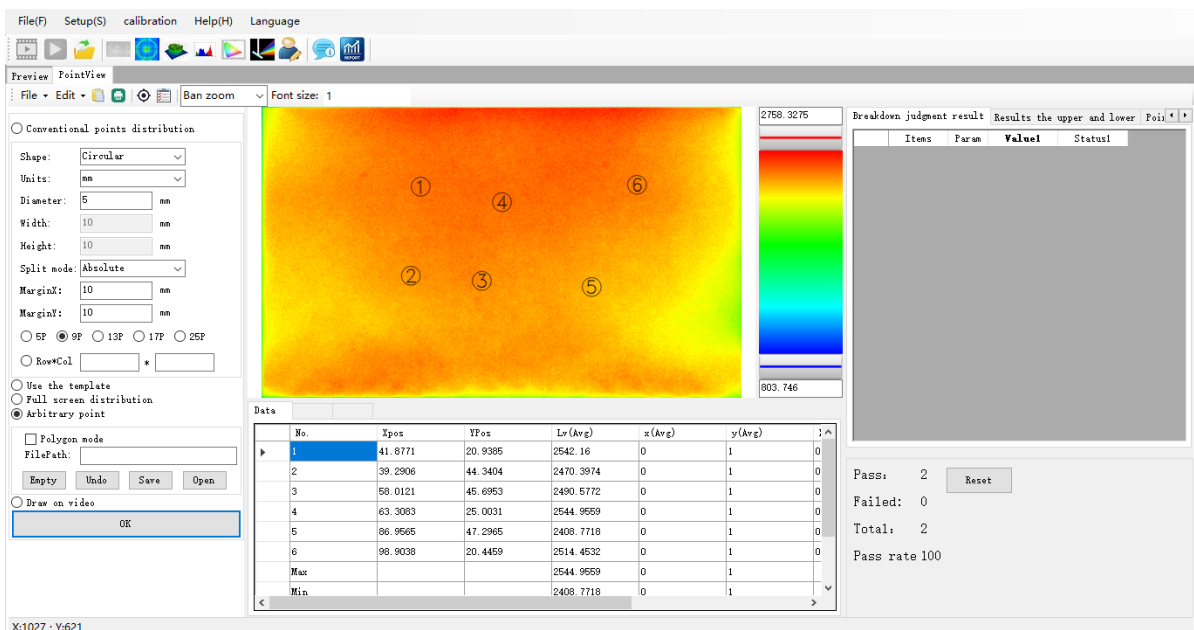 File(F) Setup(S) calibration Help(H) Language
REPORT
Preview PointView
File Edit Ban zoom Font size: 1
Conventional points distribution
Shape: Circular
Units: mm
Diameter: 5 mm
Width: 10 mm
Height: 10 mm
Split mode: Absolute
MarginX: 10 mm
MarginY: 10 mm
5P 9P 13P 17P 25P
Row*Col *
Use the template
Full screen distribution
Arbitrary point
Polygon mode
FilePath:
Empty Undo Save Open
Draw on video
OK
① ④ ⑥
② ③ ⑤
2758.3275
803.746
Data
No. Xpos YPos Lv(Avg) x(Avg) y(Avg)
1 41.8771 20.9385 2542.16 0 1 0
2 39.2906 44.3404 2470.3974 0 1 0
3 58.0121 45.6953 2490.5772 0 1 0
4 63.3083 25.0031 2544.9559 0 1 0
5 86.9565 47.2965 2408.7718 0 1 0
6 98.9038 20.4459 2514.4532 0 1 0
Max 2544.9559 0 1
Min 2408.7718 0 1
Breakdown judgment result Results the upper and lower
Items Param Value1 Status1
Pass: 2 Reset
Failed: 0
Total: 2
Pass rate 100
X:1027 · Y:621